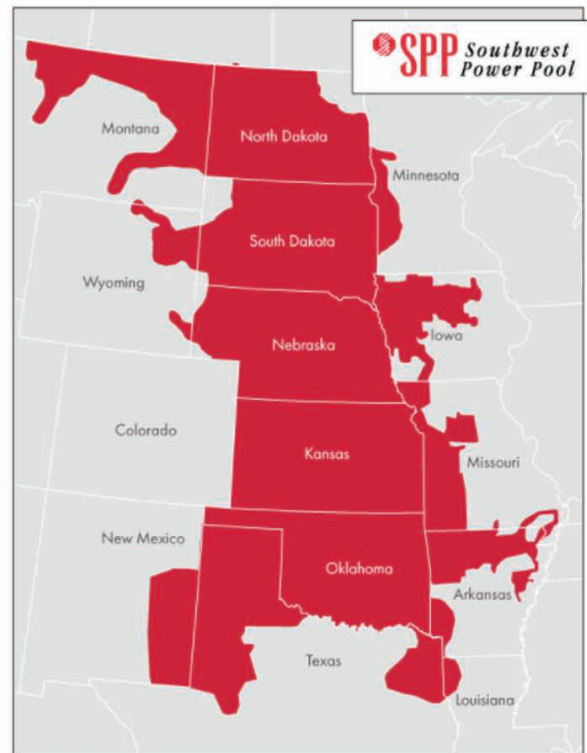 SPP Southwest
Power Pool
Montana
North Dakota
Minnesota
South Dakota
Wyoming
Nebraska
Iowa
Colorado
Kansas
Missouri
New Mexico
Oklahoma
Arkansas
Texas
Louisiana